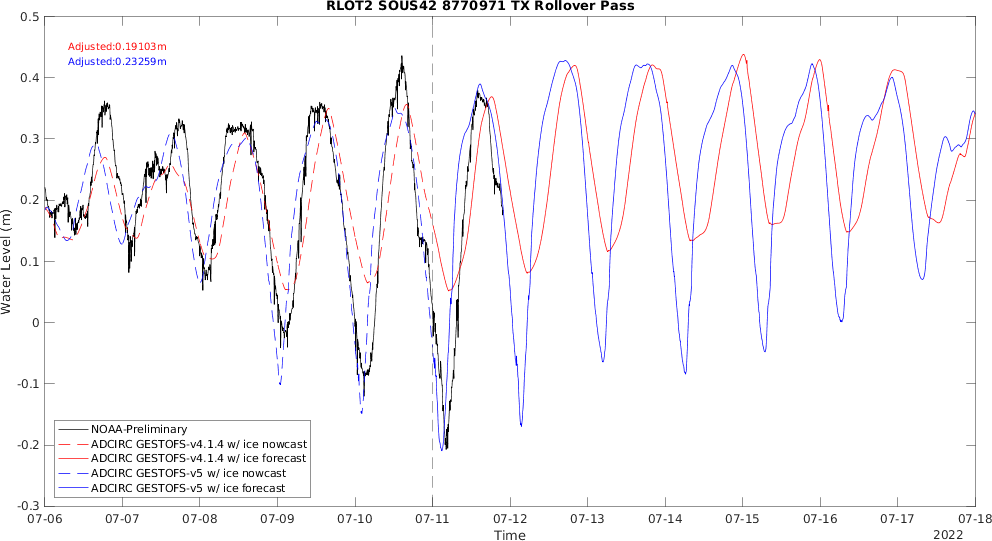 RLOT2 SOUS42 8770971 TX Rollover Pass
0.5
Adjusted:0.19103m
Adjusted:0.23259m
0.4
0.3
0.2
0.1
0
-0.1
-0.2
-0.3
Water Level (m)
NOAA-Preliminary
ADCIRC GESTOFS-v4.1.4 w/ ice nowcast
ADCIRC GESTOFS-v4.1.4 w/ ice forecast
ADCIRC GESTOFS-v5 w/ ice nowcast
ADCIRC GESTOFS-v5 w/ ice forecast
07-06 07-07 07-08 07-09 07-10 07-11 07-12 07-13 07-14 07-15 07-16 07-17 07-18
Time
2022